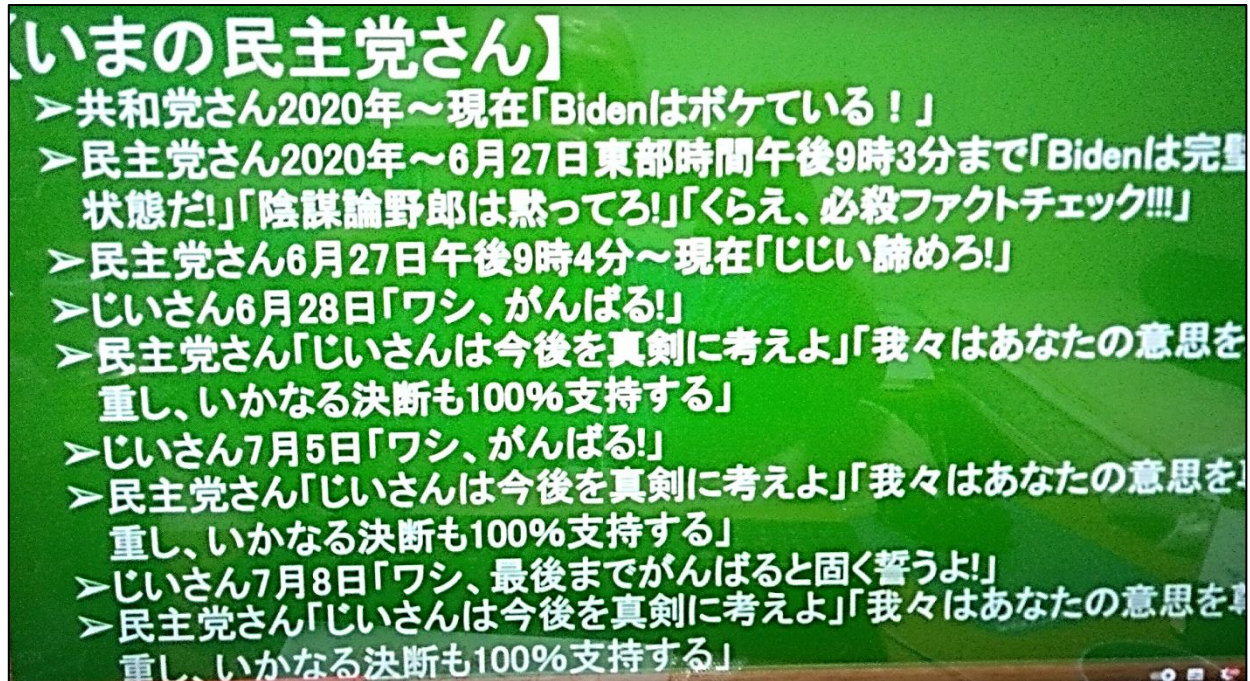 【いまの民主党さん】
➢共和党さん2020年～現在「Bidenはボケている！」
➢民主党さん2020年～6月27日東部時間午後9時3分まで「Bidenは完璧
状態だ!」「陰謀論野郎は黙ってろ!」「くらえ、必殺ファクトチェック!!!」
➢民主党さん6月27日午後9時4分～現在「じじい諦めろ!」
➢じいさん6月28日「ワシ、がんばる!」
➢民主党さん「じいさんは今後を真剣に考えよ」「我々はあなたの意思を
重し、いかなる決断も100%支持する」
➢じいさん7月5日「ワシ、がんばる!」
➢民主党さん「じいさんは今後を真剣に考えよ」「我々はあなたの意思を
重し、いかなる決断も100%支持する」
➢じいさん7月8日「ワシ、最後までがんばると固く誓うよ!」
➢民主党さん「じいさんは今後を真剣に考えよ」「我々はあなたの意思を
重し、いかなる決断も100%支持する」